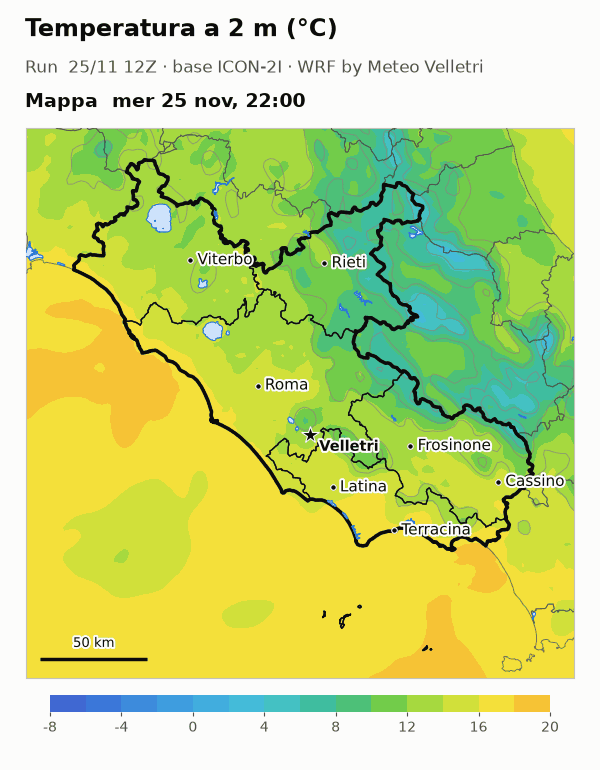 Temperatura a 2 m (°C)
Run  25/11 12Z · base ICON-2I · WRF by Meteo Velletri
Mappa  mer 25 nov, 22:00
Viterbo
Rieti
Roma
Velletri
Frosinone
Cassino
Latina
Terracina
50 km
-8 -4 0 4 8 12 16 20